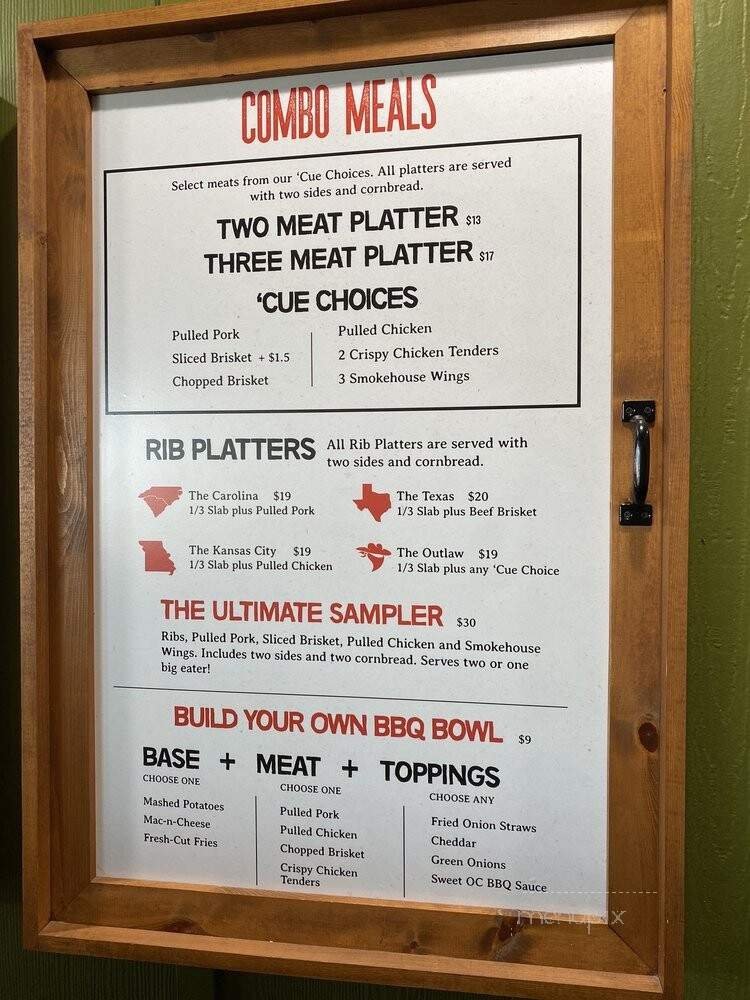 COMBO MEALS
Select meats from our 'Cue Choices. All platters are served
with two sides and cornbread.
TWO MEAT PLATTER $13
THREE MEAT PLATTER $17
'CUE CHOICES
Pulled Pork
Sliced Brisket + $1.5
Chopped Brisket
Pulled Chicken
2 Crispy Chicken Tenders
3 Smokehouse Wings
RIB PLATTERS All Rib Platters are served with
two sides and cornbread.
The Carolina $19
1/3 Slab plus Pulled Pork
The Texas $20
1/3 Slab plus Beef Brisket
The Kansas City $19
1/3 Slab plus Pulled Chicken
The Outlaw $19
1/3 Slab plus any 'Cue Choice
THE ULTIMATE SAMPLER $30
Ribs, Pulled Pork, Sliced Brisket, Pulled Chicken and Smokehouse
Wings. Includes two sides and two cornbread. Serves two or one
big eater!
BUILD YOUR OWN BBQ BOWL $9
BASE + MEAT + TOPPINGS
CHOOSE ONE
Mashed Potatoes
Mac-n-Cheese
Fresh-Cut Fries
CHOOSE ONE
Pulled Pork
Pulled Chicken
Chopped Brisket
Crispy Chicken
Tenders
CHOOSE ANY
Fried Onion Straws
Cheddar
Green Onions
Sweet OC BBQ Sauce
menupix